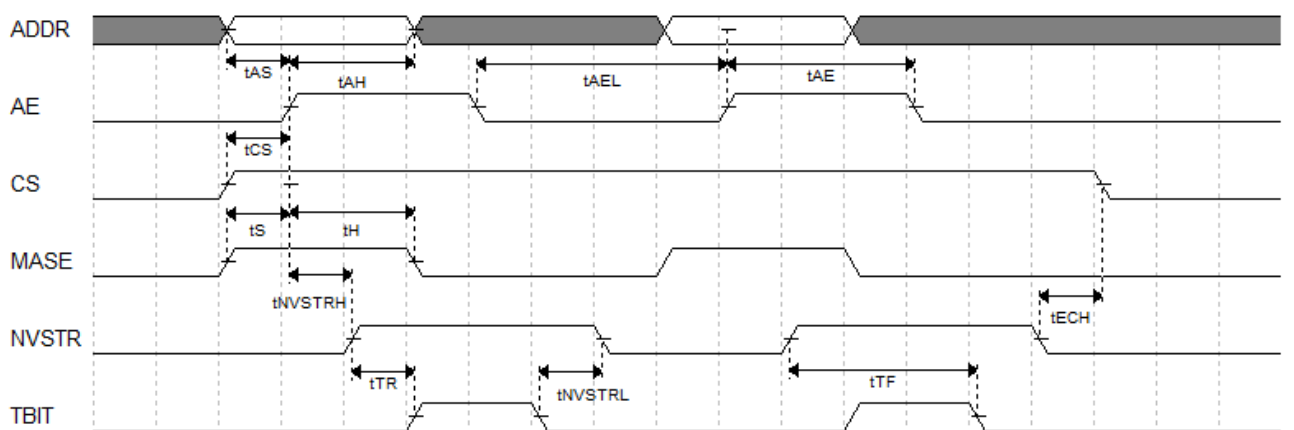 ADDR
tAS
tAH
tAEL
tAE
AE
tCS
CS
tS
tH
MASE
tNVSTRH
tECH
NVSTR
tTR
tNVSTRL
tTF
TBIT